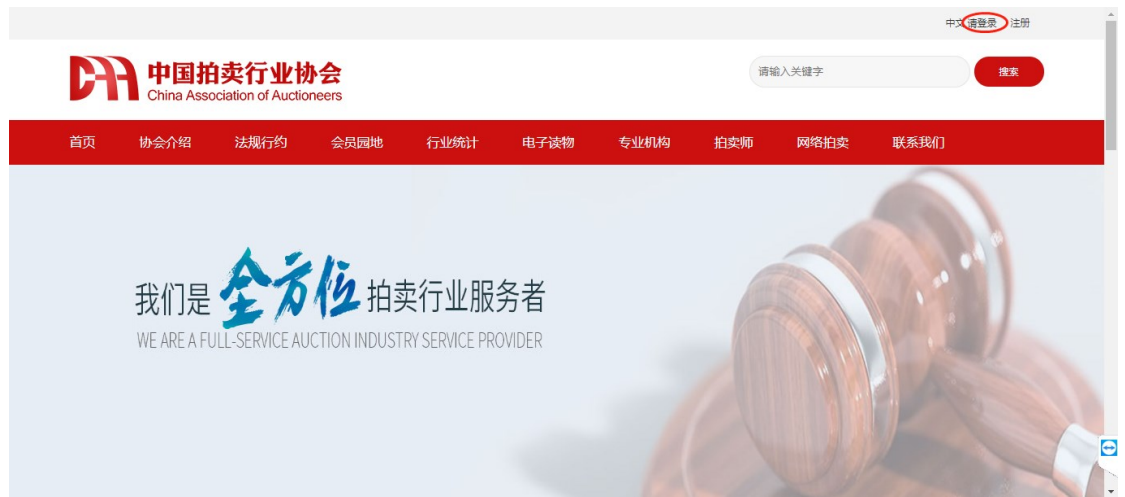 中文 请登录 注册
中国拍卖行业协会
China Association of Auctioneers
请输入关键字
搜索
首页 协会介绍 法规行约 会员园地 行业统计 电子读物 专业机构 拍卖师 网络拍卖 联系我们
我们是 全方位 拍卖行业服务者
WE ARE A FULL-SERVICE AUCTION INDUSTRY SERVICE PROVIDER